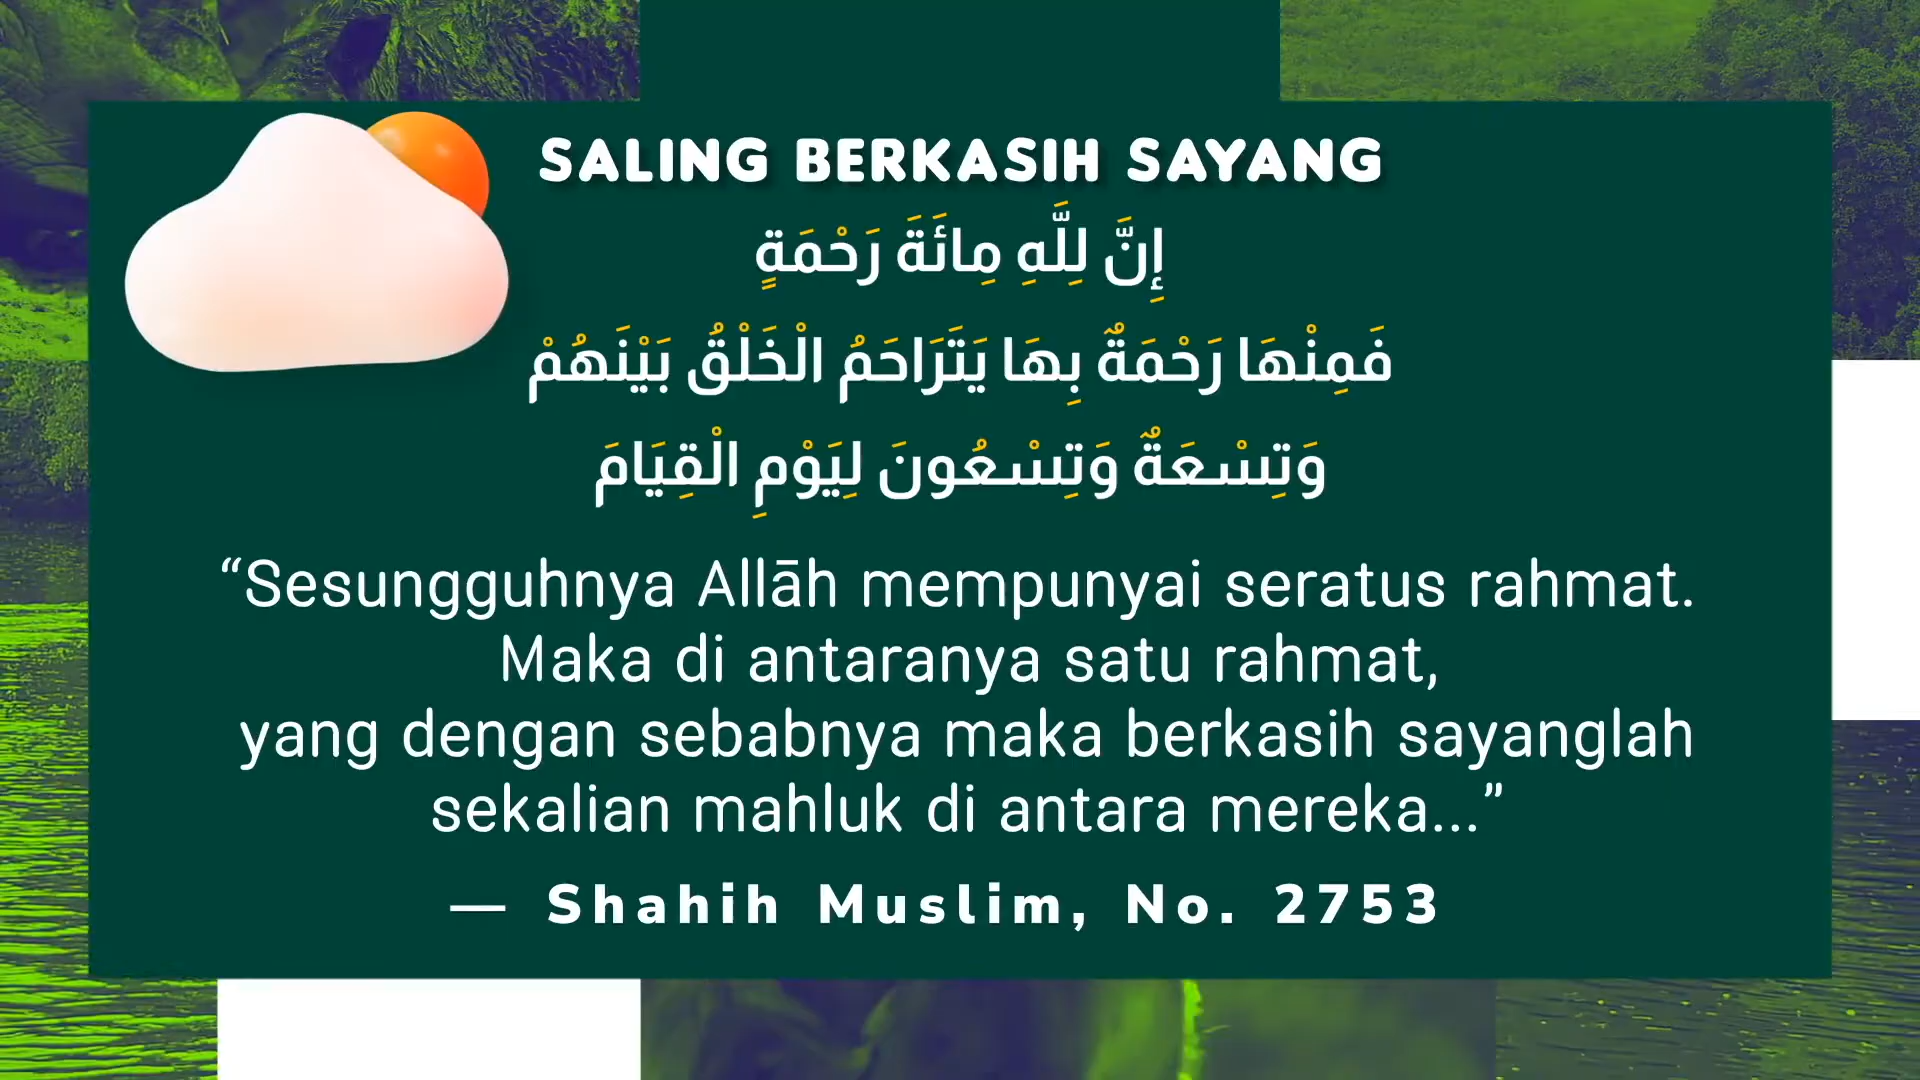 SALING BERKASIH SAYANG
إِنَّ لِلَّهِ مِائَةَ رَحْمَةٍ
فَمِنْهَا رَحْمَةٌ بِهَا يَتَرَاحَمُ الْخَلْقُ بَيْنَهُمْ
وَتِسْعَةٌ وَتِسْعُونَ لِيَوْمِ الْقِيَامَ
“Sesungguhnya Allāh mempunyai seratus rahmat.
Maka di antaranya satu rahmat,
yang dengan sebabnya maka berkasih sayanglah
sekalian mahluk di antara mereka...”
— Shahih Muslim, No. 2753